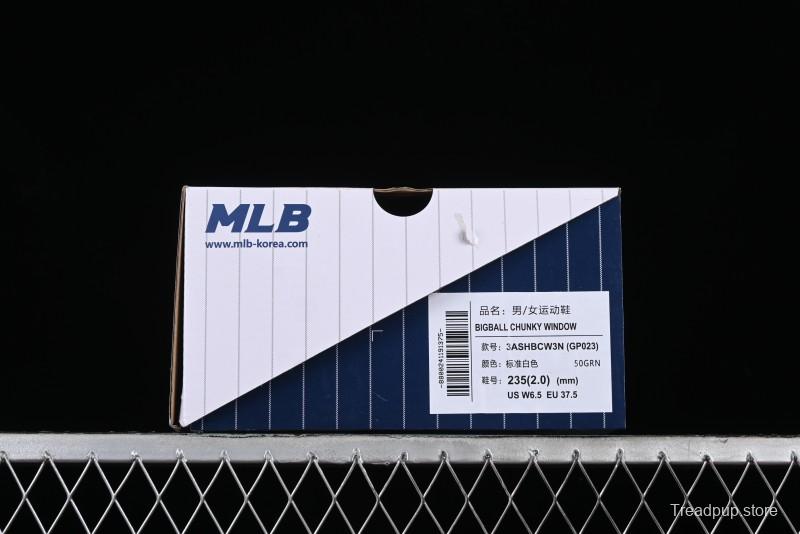 MLB
www.mlb-korea.com
品名：男/女运动鞋
BIGBALL CHUNKY WINDOW
款号：3ASHBCW3N (GP023)
颜色：标准白色 50GRN
鞋号：235(2.0) (mm)
US W6.5 EU 37.5
-8800241191375-
Treadpup.store